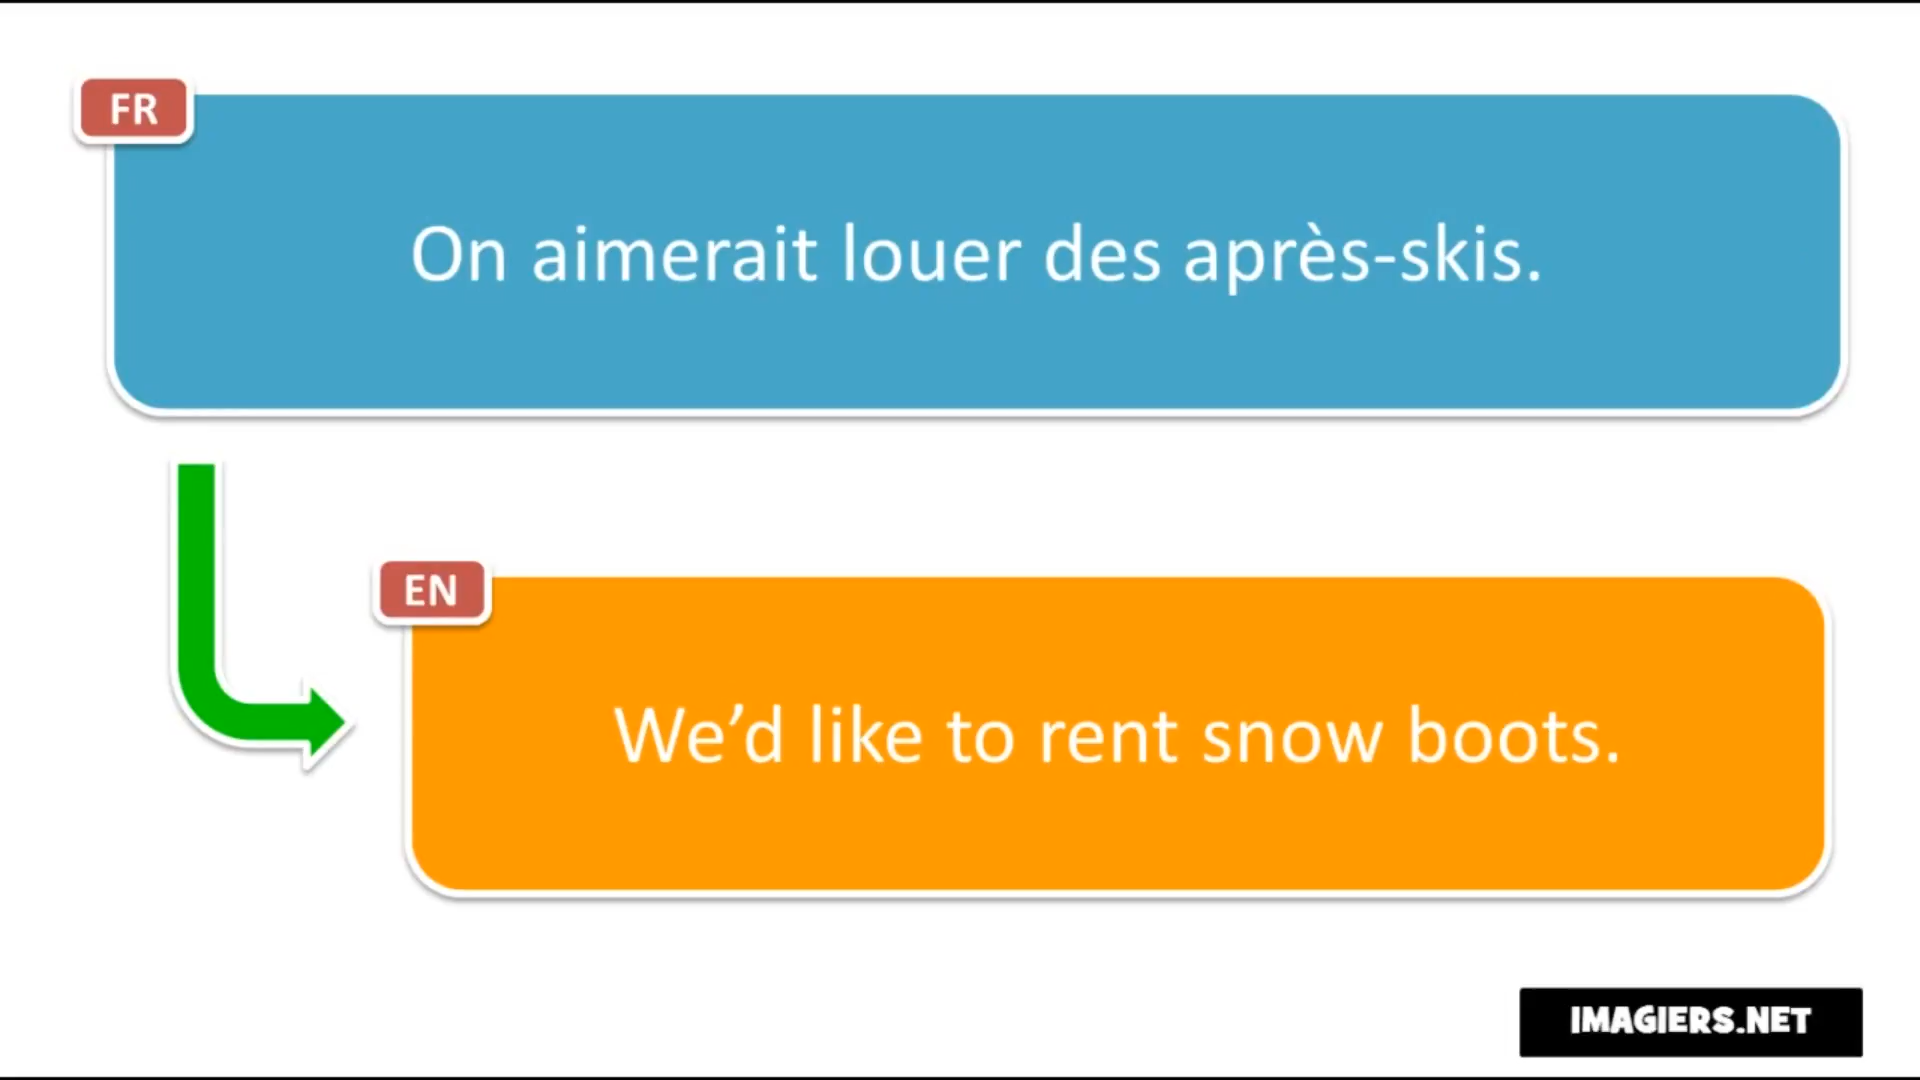 FR
On aimerait louer des après-skis.
EN
We’d like to rent snow boots.
IMAGIERS.NET